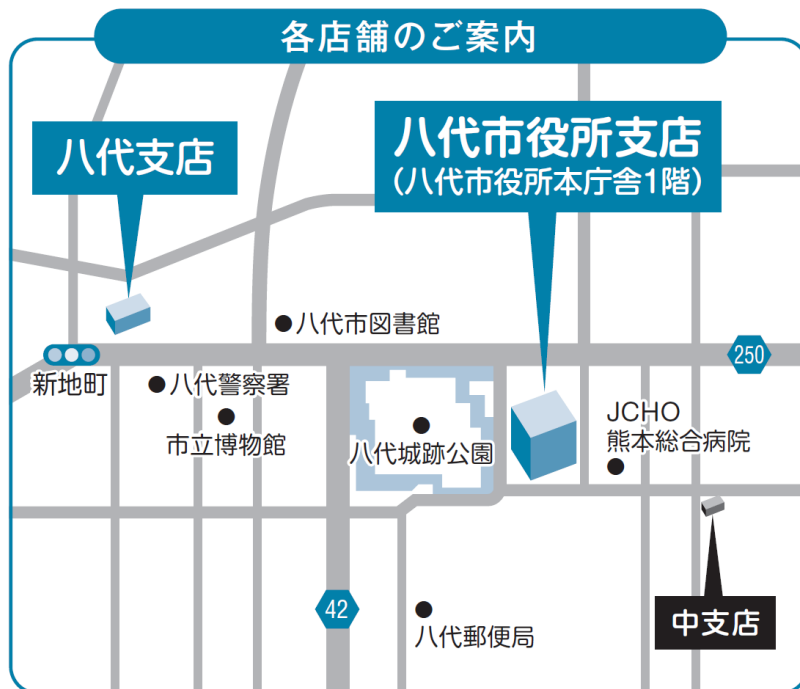 各店舗のご案内
八代支店
八代市役所支店
（八代市役所本庁舎1階）
八代市図書館
250
新地町
八代警察署
市立博物館
八代城跡公園
JCHO
熊本総合病院
42
八代郵便局
中支店